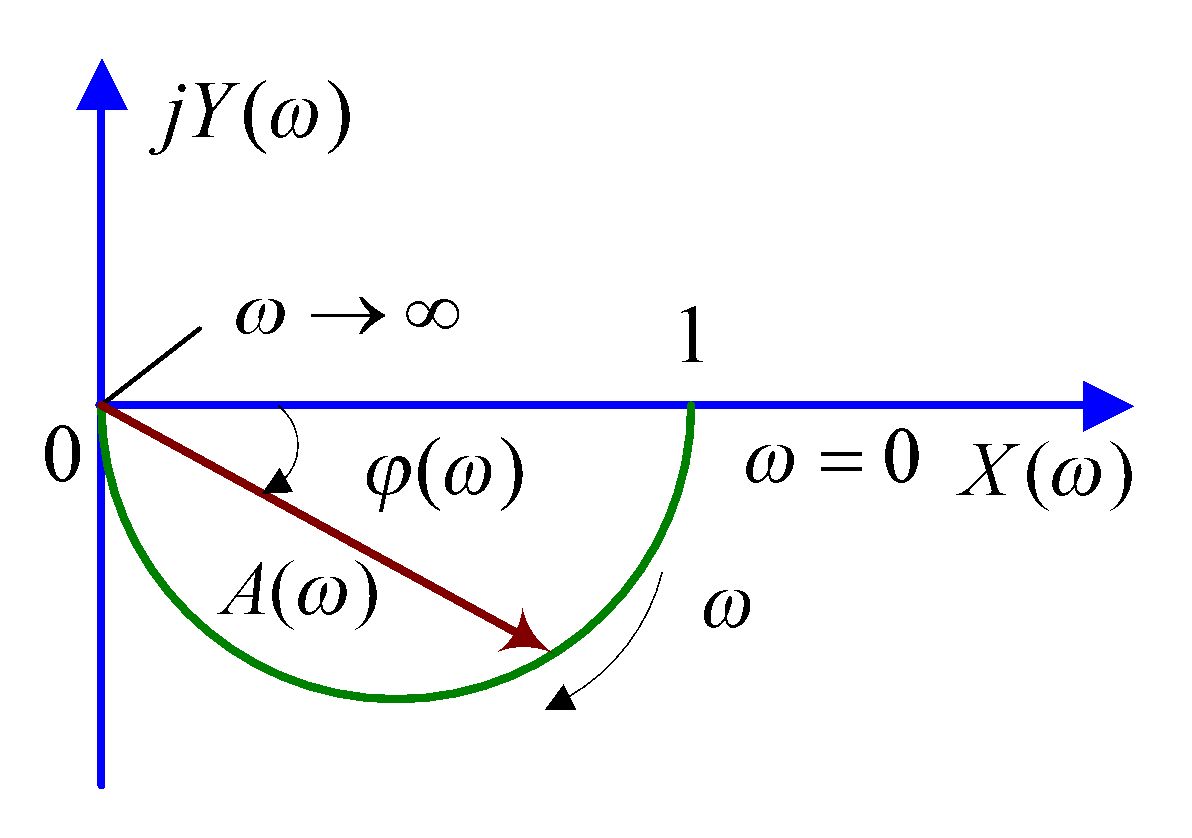 jY(ω)
ω → ∞
1
0
φ(ω)
ω = 0
X(ω)
A(ω)
ω